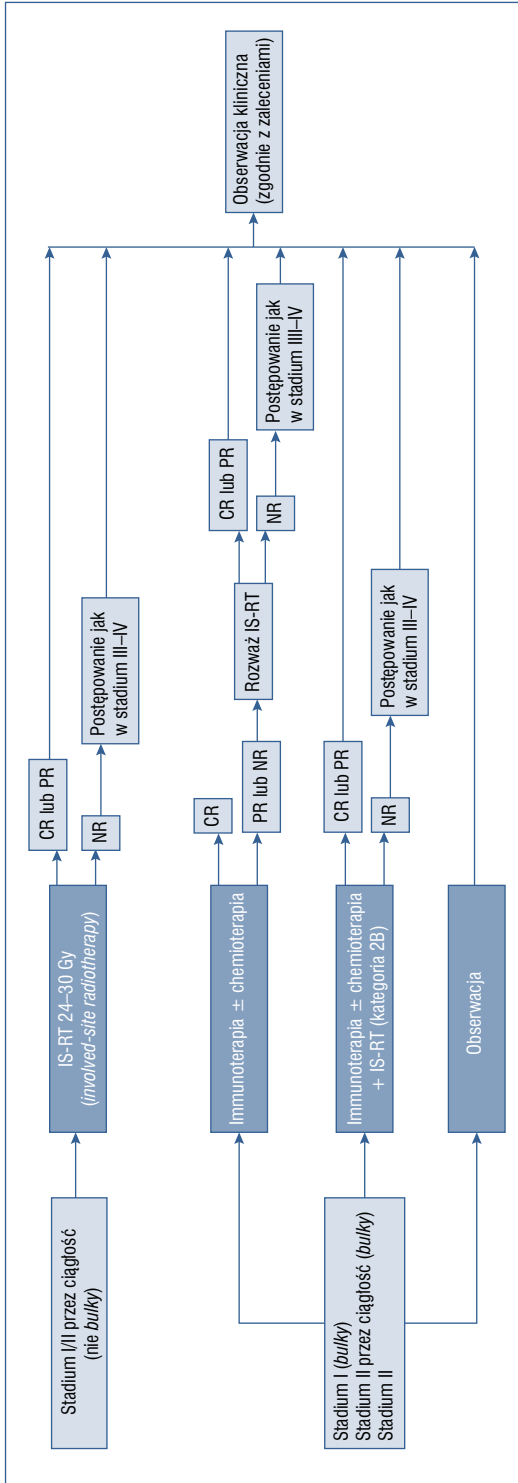 Stadium I/II przez ciągłość
(nie bulky)
IS-RT 24–30 Gy
(involved-site radiotherapy)
CR lub PR
NR
Postępowanie jak
w stadium III–IV
Stadium I (bulky)
Stadium II przez ciągłość (bulky)
Stadium II
Immunoterapia ± chemioterapia
CR
PR lub NR
Rozważ IS-RT
CR lub PR
NR
Postępowanie jak
w stadium IIII–IV
Immunoterapia ± chemioterapia
+ IS-RT (kategoria 2B)
CR lub PR
NR
Postępowanie jak
w stadium III–IV
Obserwacja
Obserwacja kliniczna
(zgodnie z zaleceniami)